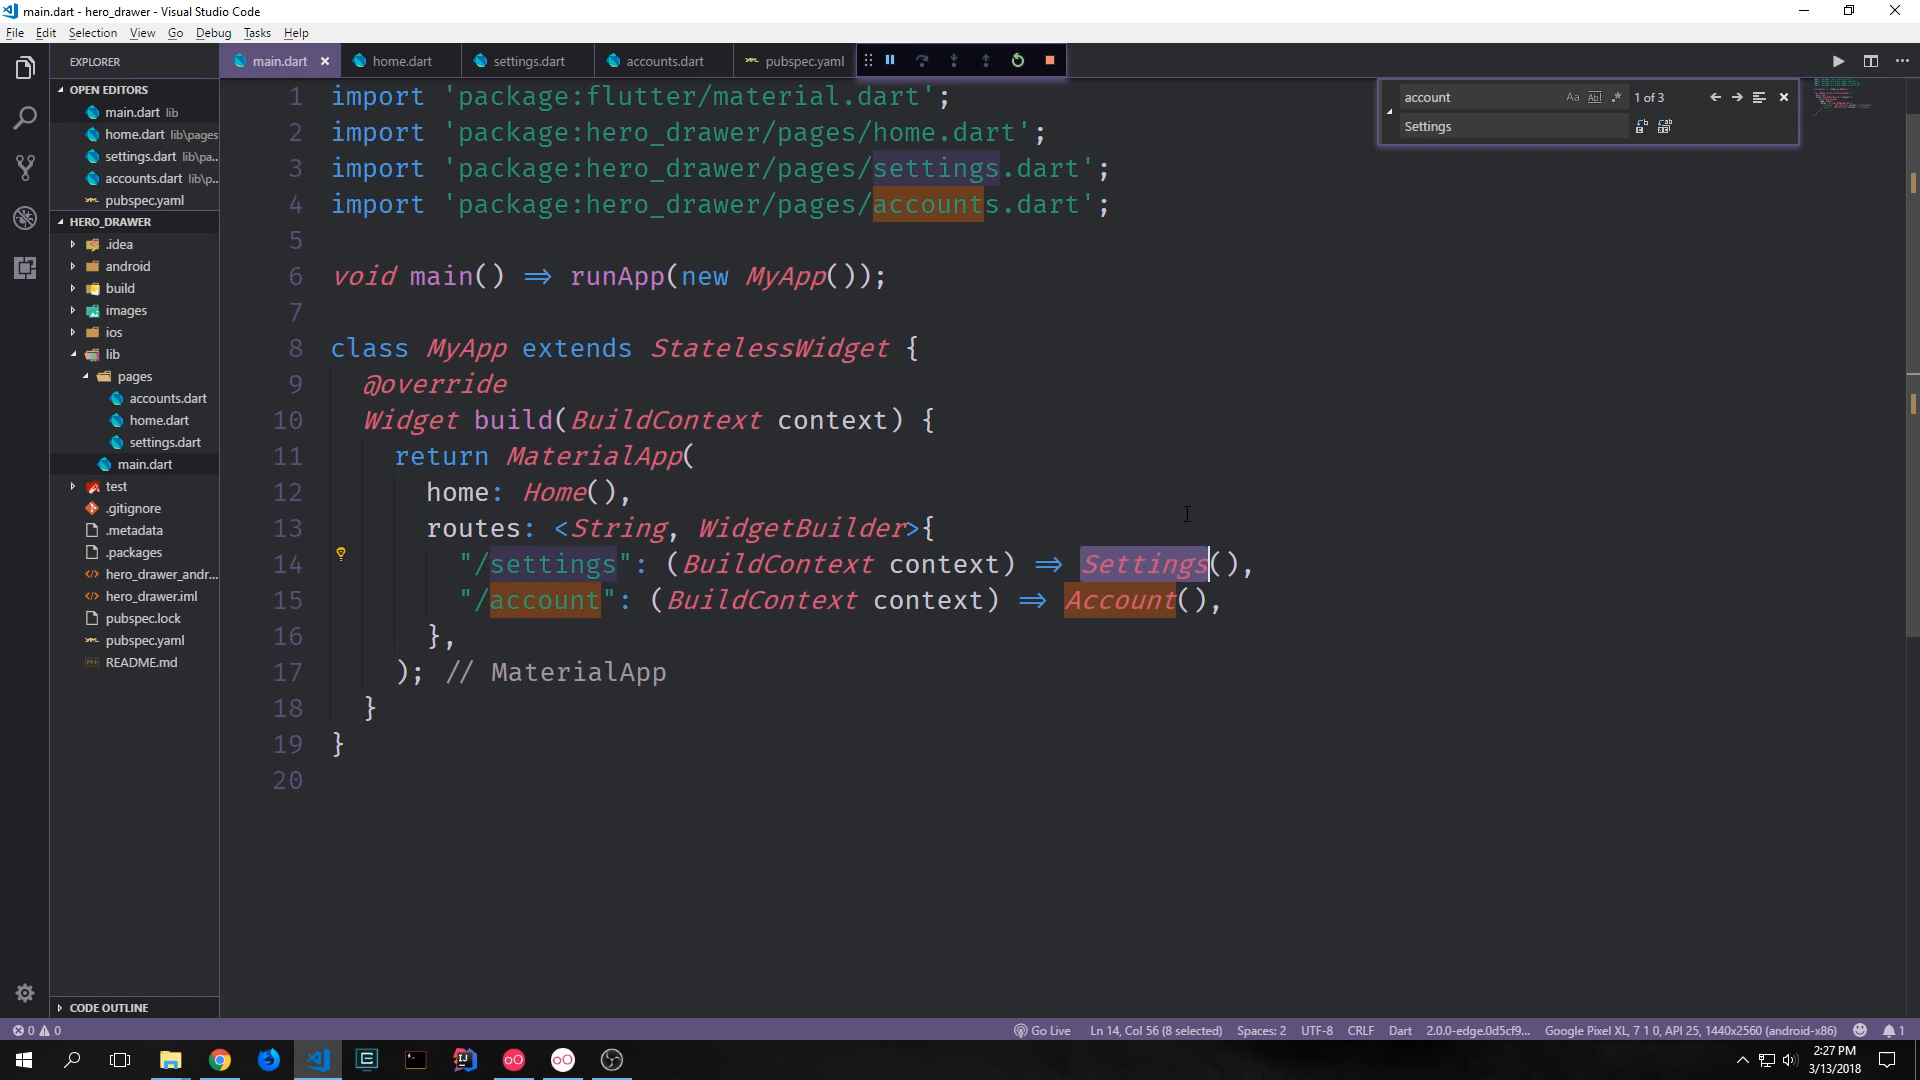 main.dart - hero_drawer - Visual Studio Code
File Edit Selection View Go Debug Tasks Help
EXPLORER
main.dart home.dart settings.dart accounts.dart pubspec.yaml
OPEN EDITORS
main.dart lib
home.dart lib\pages
settings.dart lib\pa...
accounts.dart lib\p...
pubspec.yaml
HERO_DRAWER
.idea
android
build
images
ios
lib
pages
accounts.dart
home.dart
settings.dart
main.dart
test
.gitignore
.metadata
.packages
hero_drawer_andr...
hero_drawer.iml
pubspec.lock
pubspec.yaml
README.md
CODE OUTLINE
account Aa Abl .* 1 of 3
Settings
1 import 'package:flutter/material.dart';
2 import 'package:hero_drawer/pages/home.dart';
3 import 'package:hero_drawer/pages/settings.dart';
4 import 'package:hero_drawer/pages/accounts.dart';
5
6 void main() => runApp(new MyApp());
7
8 class MyApp extends StatelessWidget {
9 @override
10 Widget build(BuildContext context) {
11 return MaterialApp(
12 home: Home(),
13 routes: <String, WidgetBuilder>{
14 "/settings": (BuildContext context) => Settings(),
15 "/account": (BuildContext context) => Account(),
16 },
17 ); // MaterialApp
18 }
19 }
20
0 0 Go Live Ln 14, Col 56 (8 selected) Spaces: 2 UTF-8 CRLF Dart 2.0.0-edge.0d5cf9... Google Pixel XL, 7 1 0, API 25, 1440x2560 (android-x86) 1
2:27 PM
3/13/2018